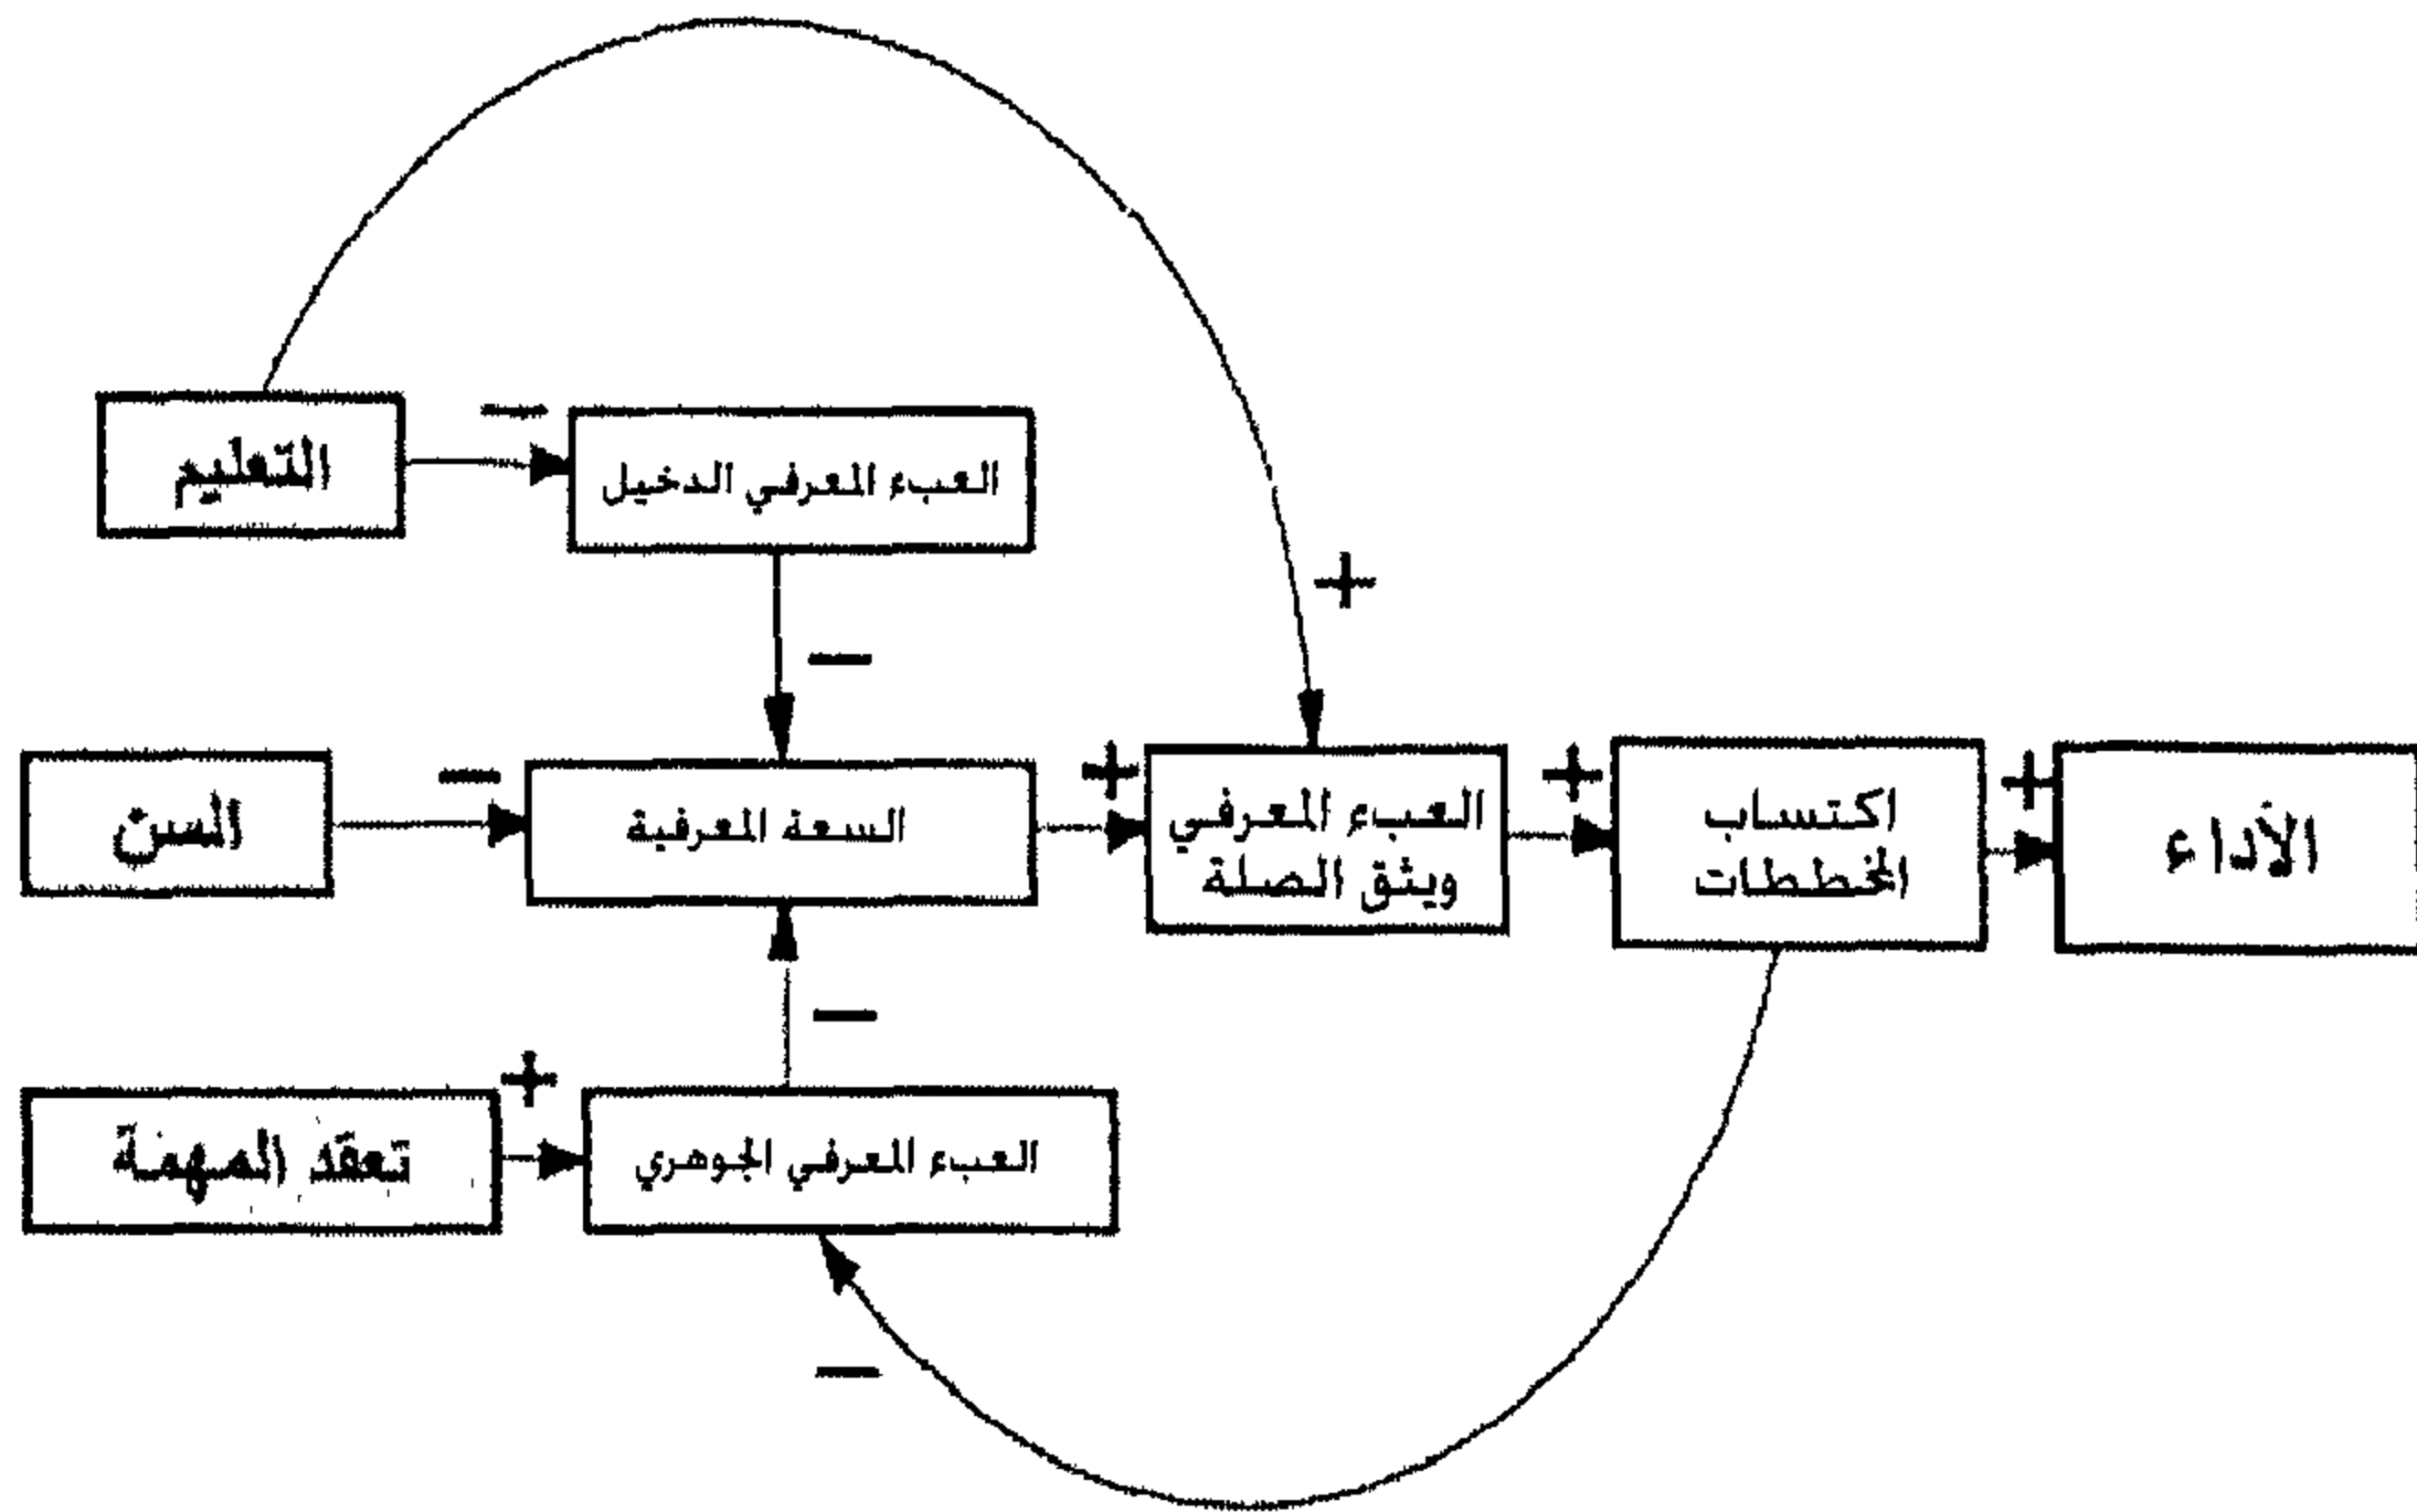 التعليم
−
العبء المعرفي الدخيل
+
−
السن
−
السعة المعرفية
+
العبء المعرفي
ويثق الصلة
+
اكتساب
المخططات
+
الأداء
−
تعقد المهمة
+
العبء المعرفي الجوهري
−